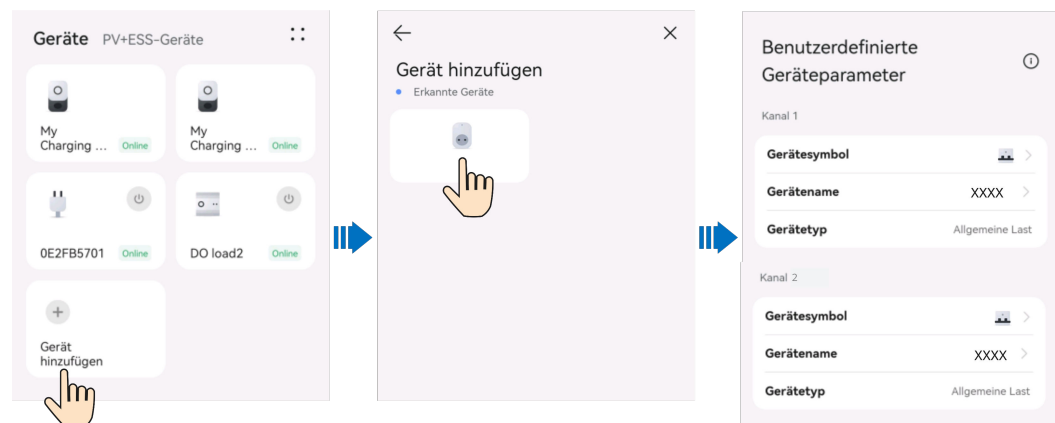 Geräte PV+ESS-Geräte
My
Charging ... Online
My
Charging ... Online
0E2FB5701 Online
DO load2 Online
Gerät
hinzufügen
Gerät hinzufügen
Erkannte Geräte
Benutzerdefinierte
Geräteparameter
Kanal 1
Gerätesymbol
Gerätename XXXX
Gerätetyp Allgemeine Last
Kanal 2
Gerätesymbol
Gerätename XXXX
Gerätetyp Allgemeine Last